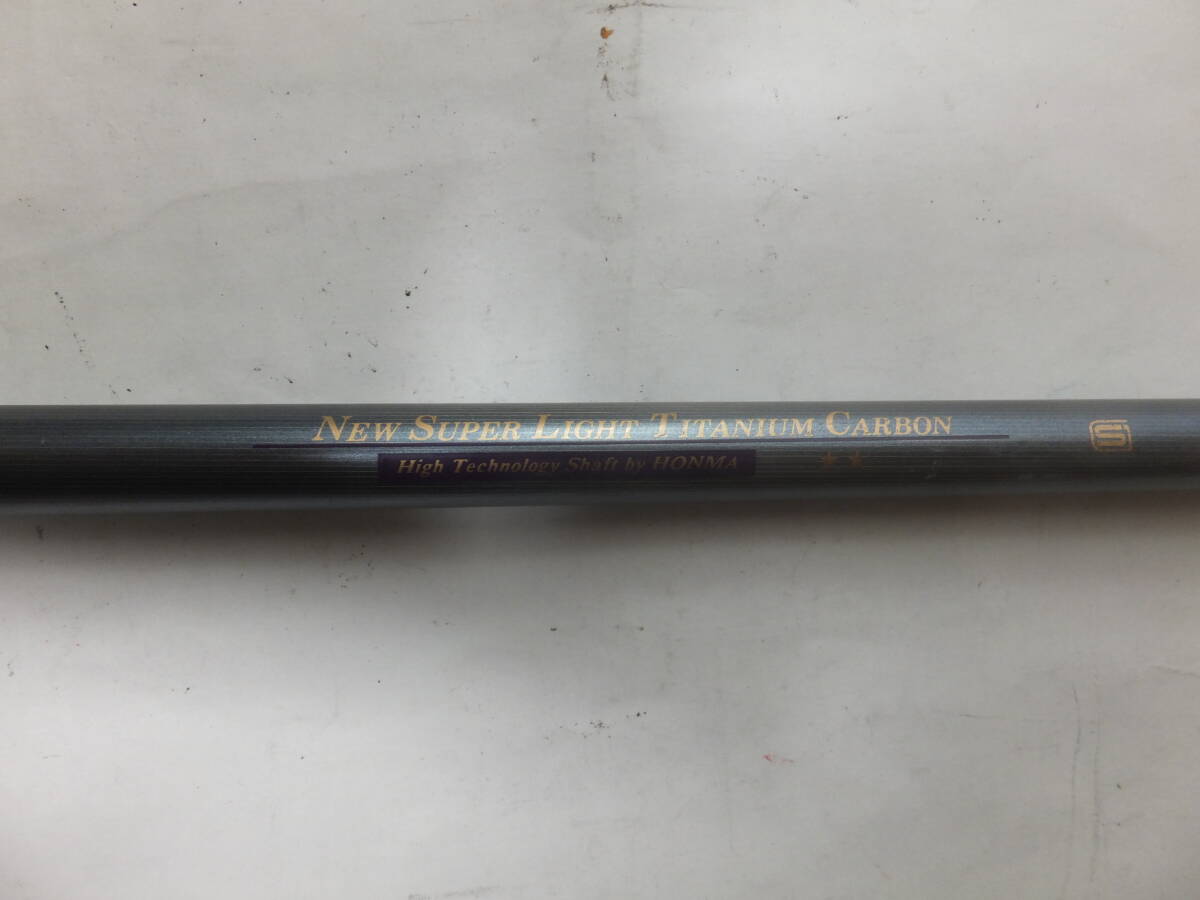 NEW SUPER LIGHT TITANIUM CARBON
High Technology Shaft by HONMA
S